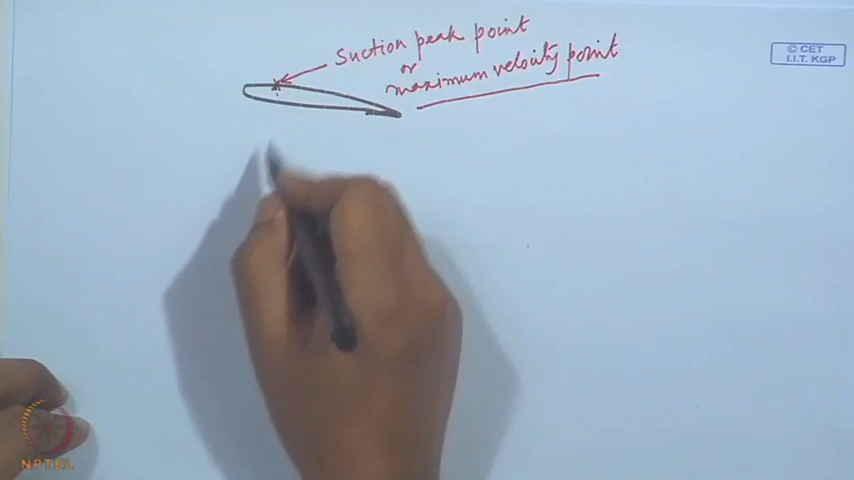 Suction peak point
or
maximum velocity point
© CET
I.I.T. KGP
NPTEL